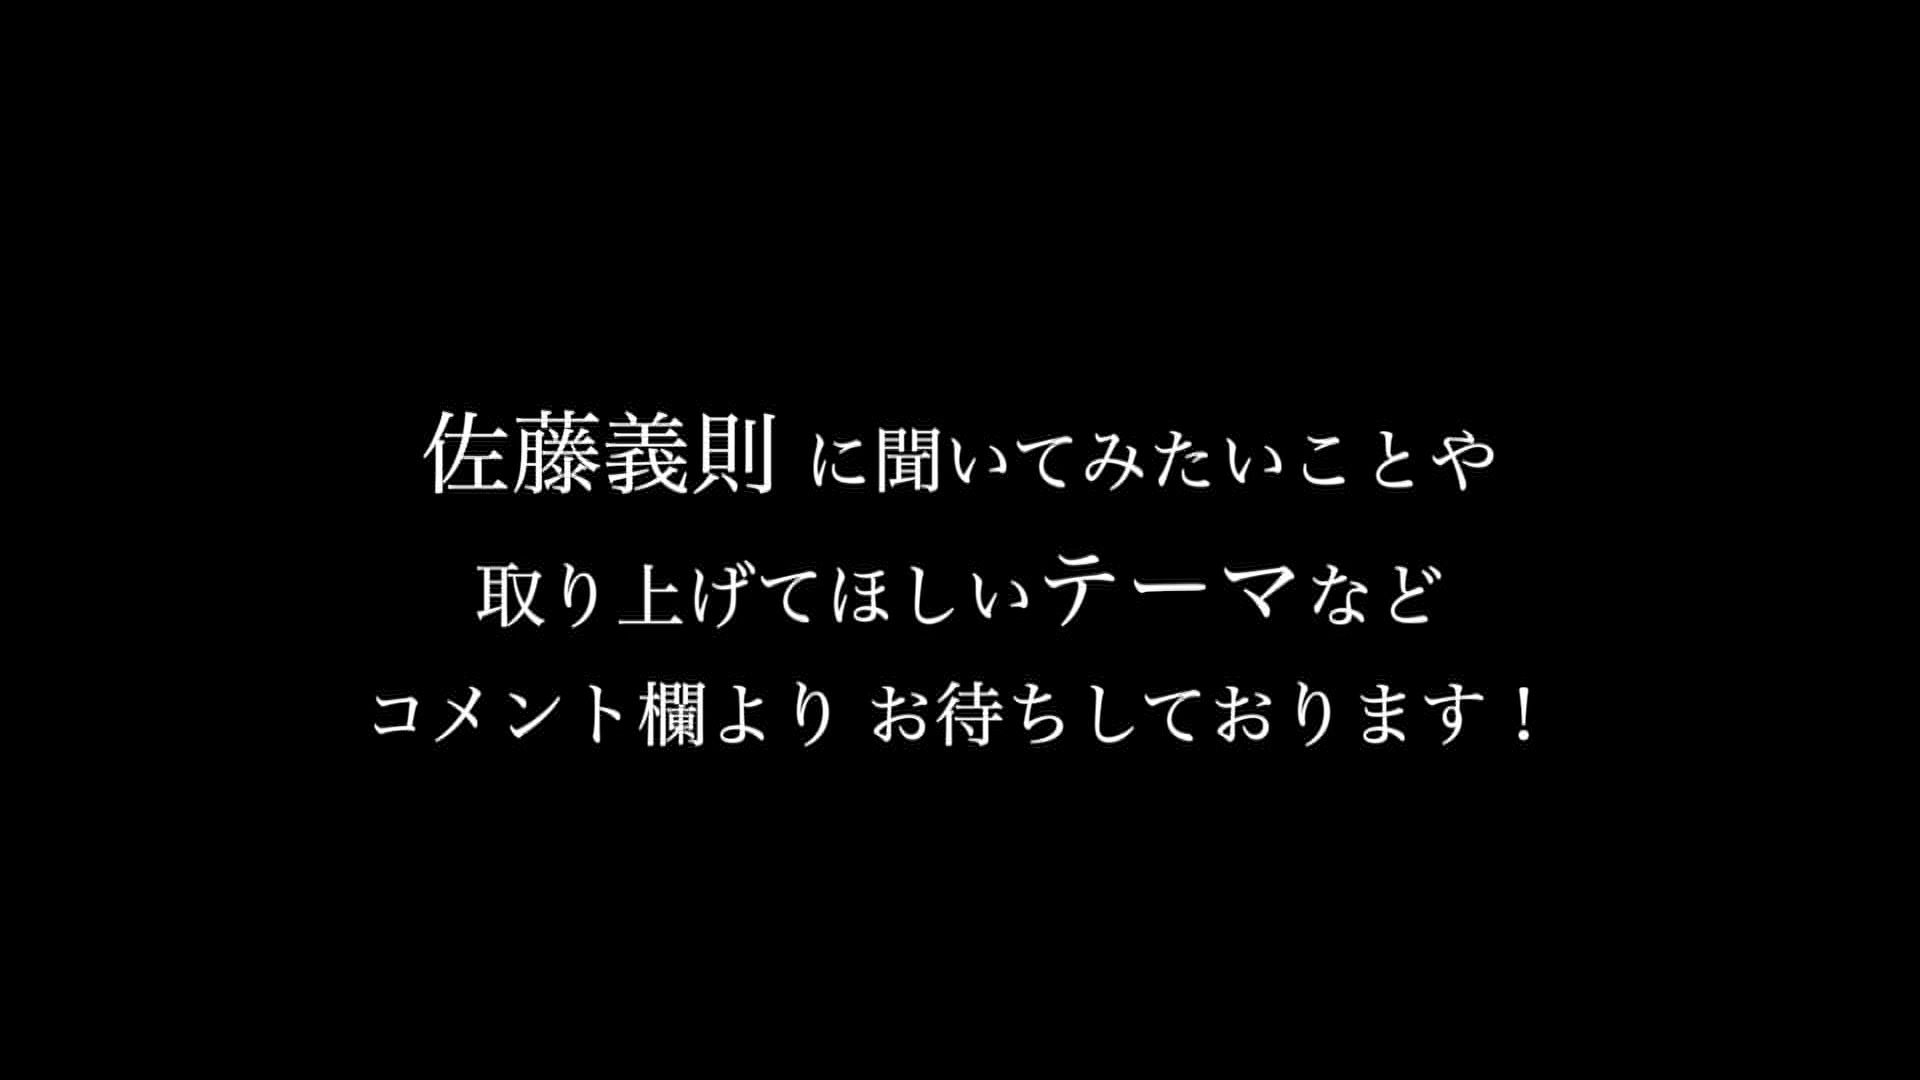 佐藤義則 に聞いてみたいことや
取り上げてほしいテーマなど
コメント欄より お待ちしております！